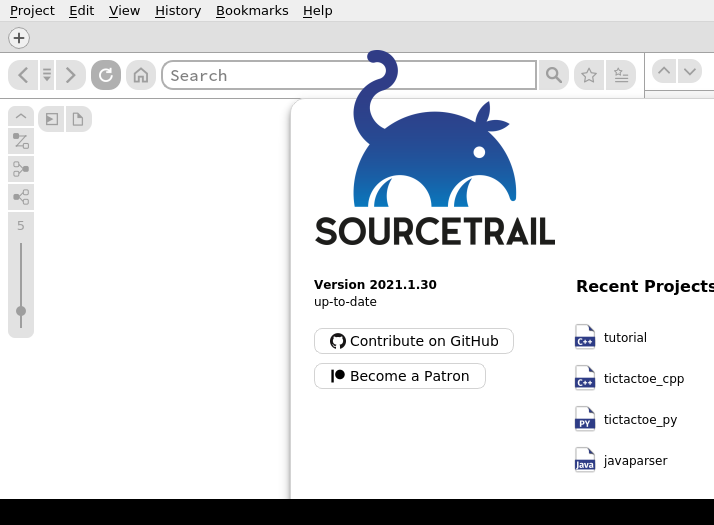 Project Edit View History Bookmarks Help
Search
5
SOURCETRAIL
Version 2021.1.30
up-to-date
Contribute on GitHub
Become a Patron
Recent Projects
C++ tutorial
C++ tictactoe_cpp
PY tictactoe_py
Java javaparser